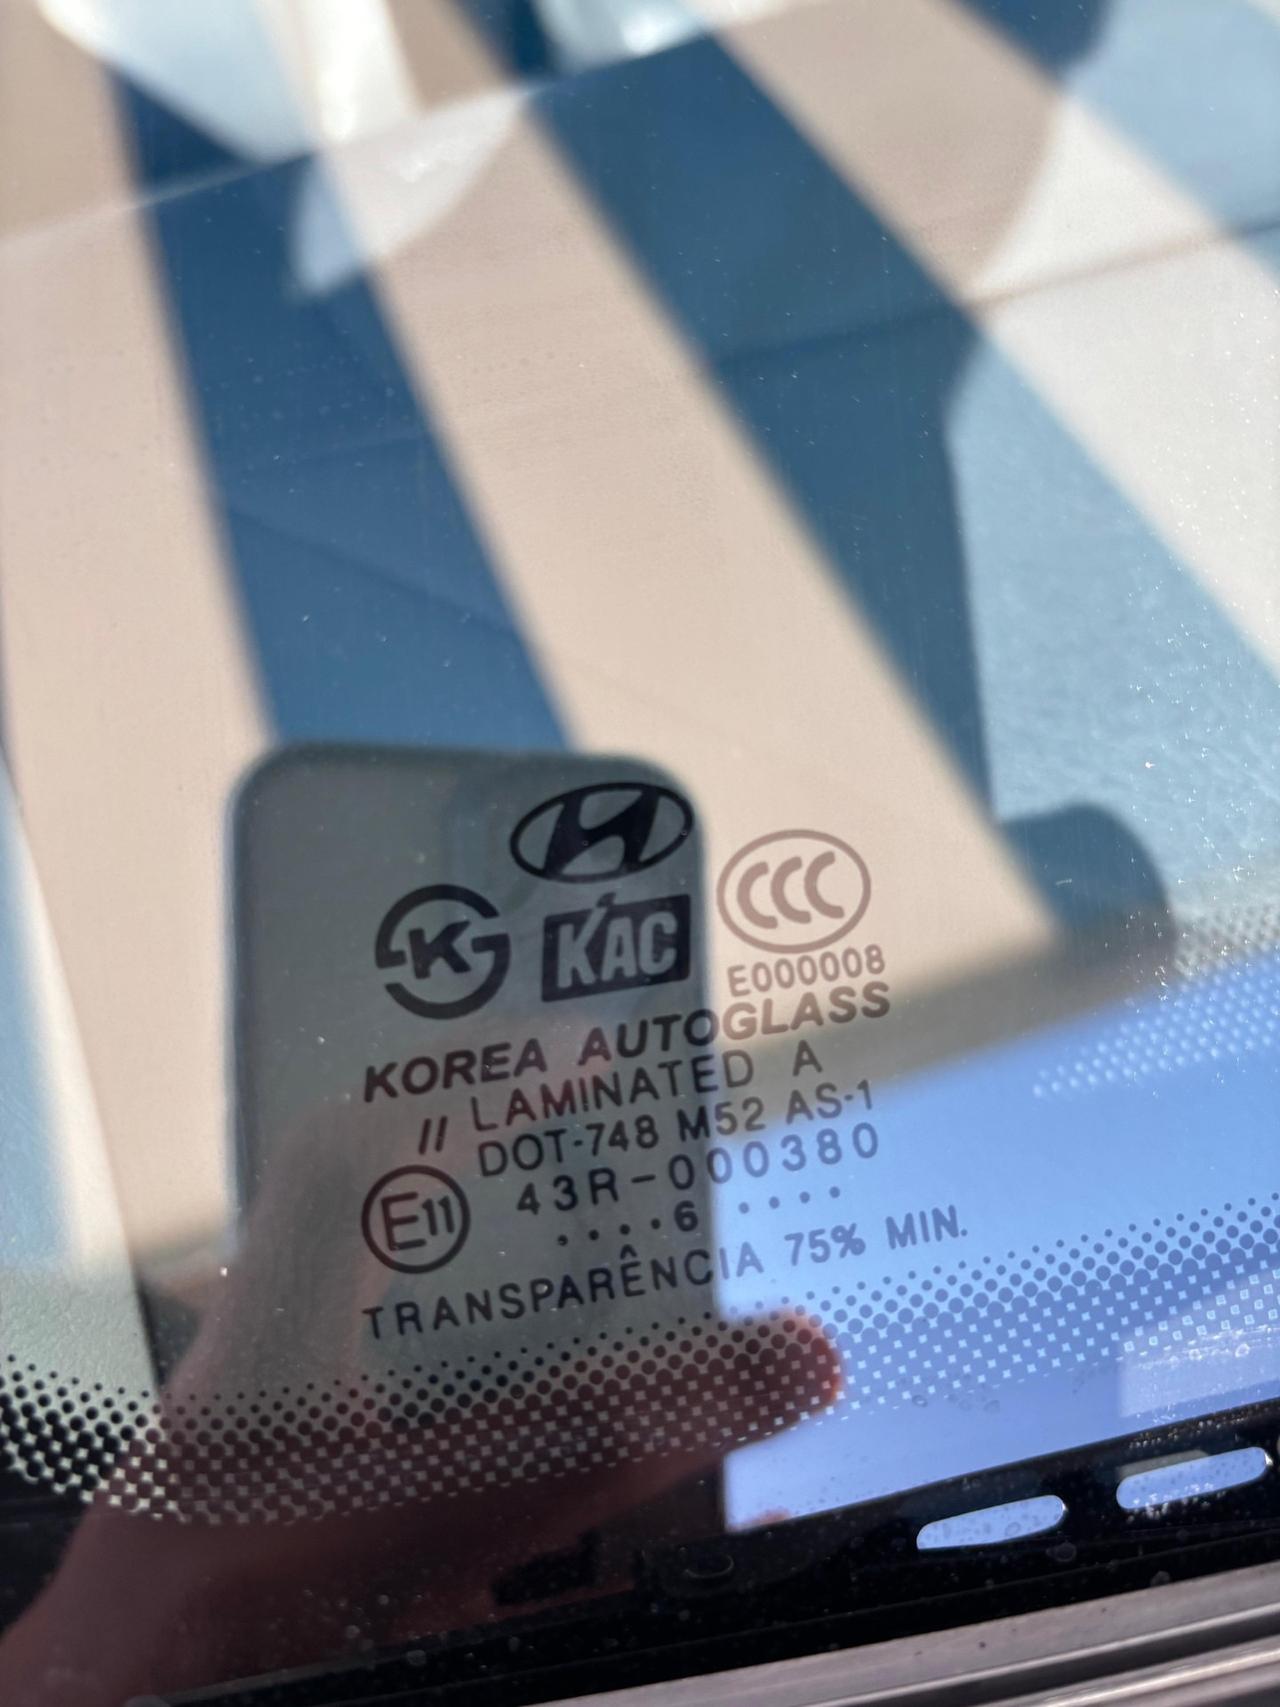 KAC
CCC
K
E000008
KOREA AUTOGLASS
// LAMINATED A
DOT-748 M52 AS-1
E11
43R-000380
....6....
TRANSPARÊNCIA 75% MIN.